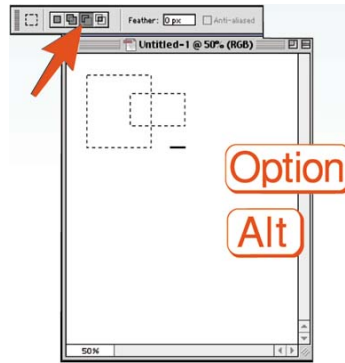 Feather: 0 px Anti-aliased
Untitled-1 @ 50% (RGB)
Option
Alt
50%